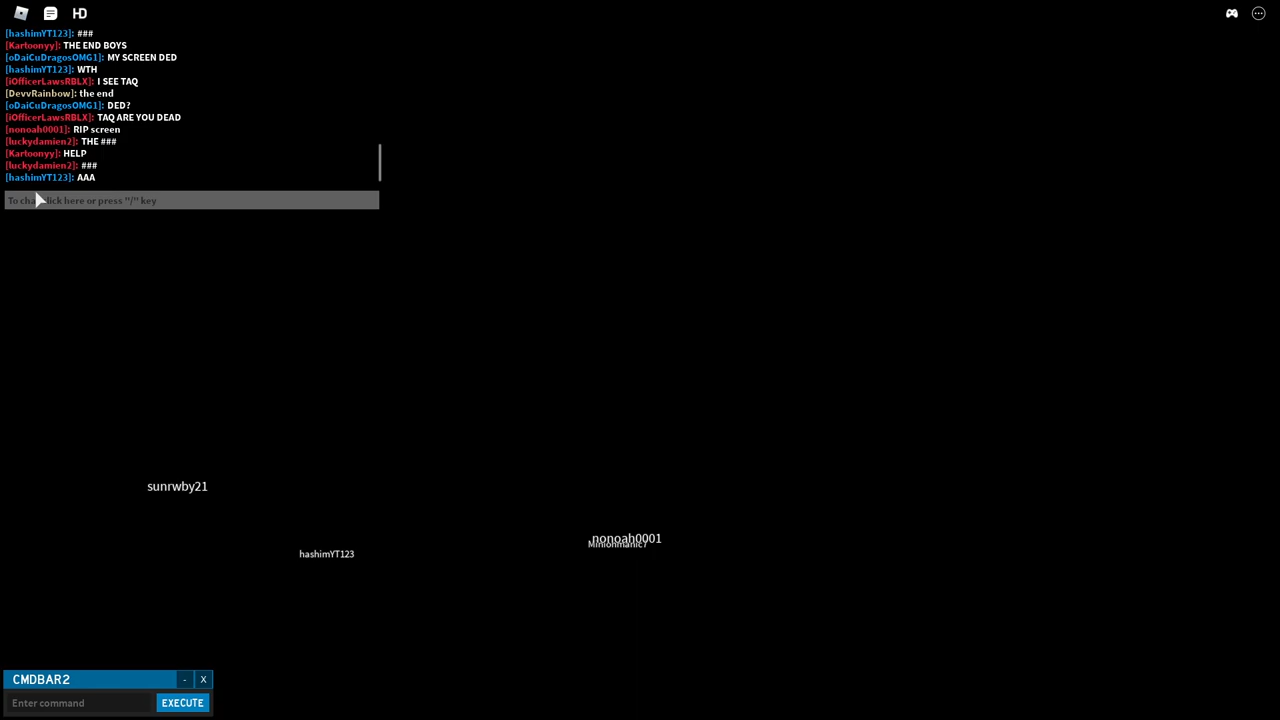 HD
[hashimYT123]: ###
[Kartoonyy]: THE END BOYS
[oDaiCuDragosOMG1]: MY SCREEN DED
[hashimYT123]: WTH
[iOfficerLawsRBLX]: I SEE TAQ
[DevvRainbow]: the end
[oDaiCuDragosOMG1]: DED?
[iOfficerLawsRBLX]: TAQ ARE YOU DEAD
[nonoah0001]: RIP screen
[luckydamien2]: THE ###
[Kartoonyy]: HELP
[luckydamien2]: ###
[hashimYT123]: AAA
To chat click here or press "/" key
sunrwby21
nonoah0001
Minionmanic7
hashimYT123
CMDBAR2
- X
Enter command EXECUTE